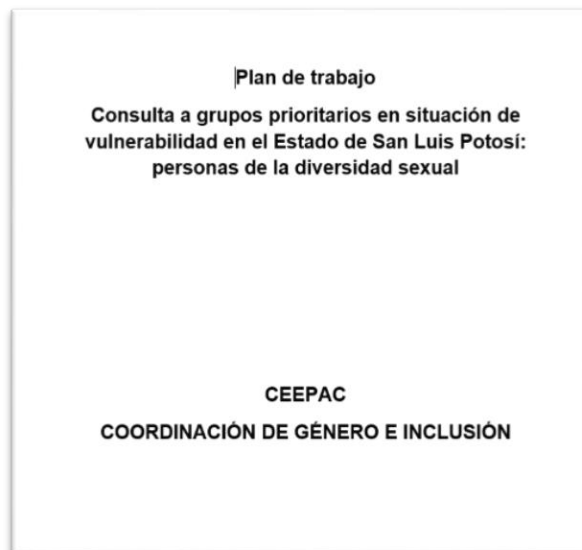 Plan de trabajo
Consulta a grupos prioritarios en situación de
vulnerabilidad en el Estado de San Luis Potosí:
personas de la diversidad sexual
CEEPAC
COORDINACIÓN DE GÉNERO E INCLUSIÓN